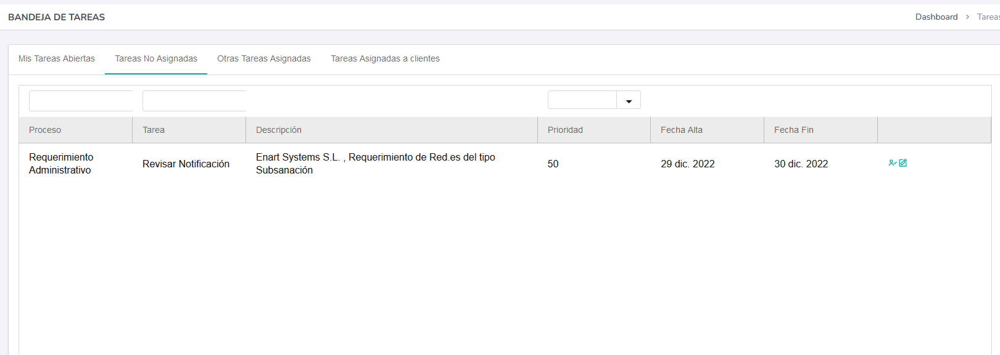 BANDEJA DE TAREAS
Dashboard > Tareas
Mis Tareas Abiertas Tareas No Asignadas Otras Tareas Asignadas Tareas Asignadas a clientes
Proceso Tarea Descripción Prioridad Fecha Alta Fecha Fin
Requerimiento
Administrativo
Revisar Notificación
Enart Systems S.L. , Requerimiento de Red.es del tipo
Subsanación
50
29 dic. 2022
30 dic. 2022